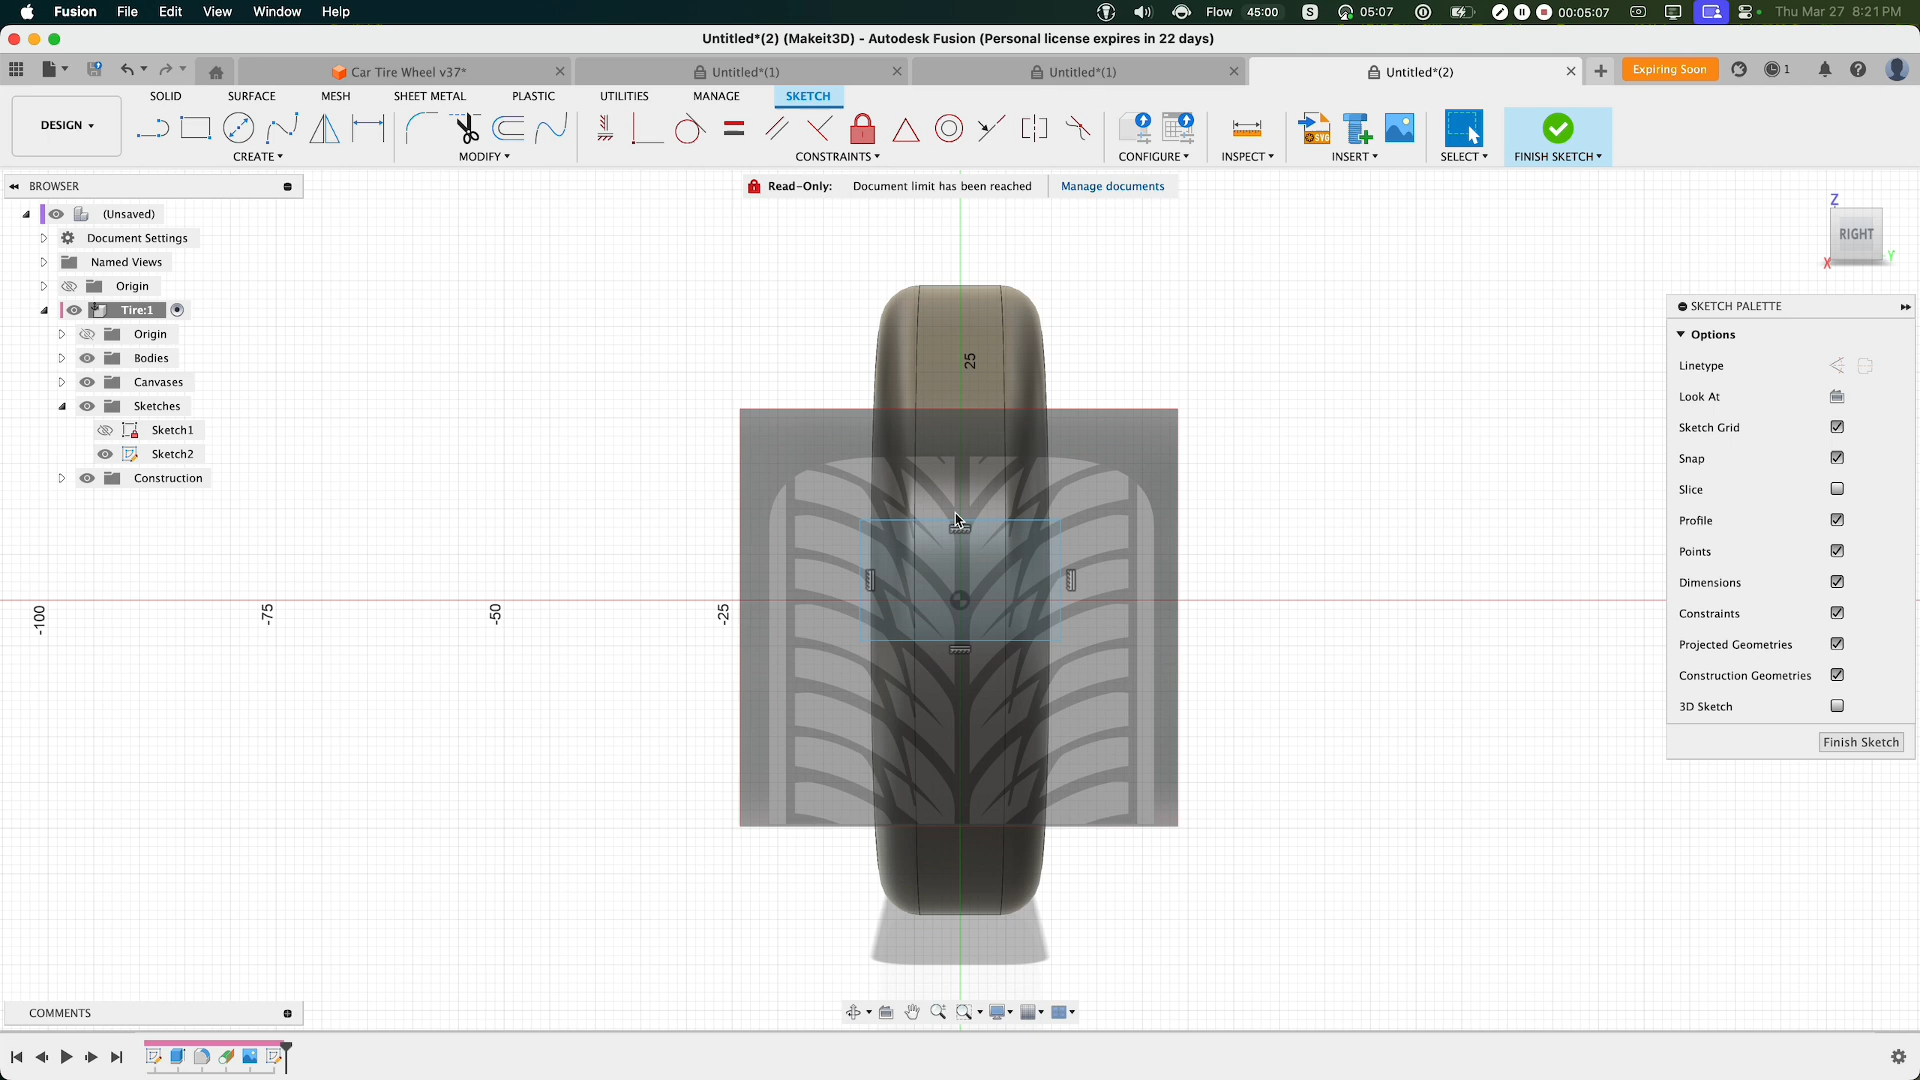 Fusion File Edit View Window Help Flow 45:00 S 05:07 00:05:07 Thu Mar 27 8:21 PM
Untitled*(2) (Makeit3D) - Autodesk Fusion (Personal license expires in 22 days)
Car Tire Wheel v37* Untitled*(1) Untitled*(1) Untitled*(2) Expiring Soon 1
SOLID SURFACE MESH SHEET METAL PLASTIC UTILITIES MANAGE SKETCH
DESIGN
CREATE MODIFY CONSTRAINTS CONFIGURE INSPECT INSERT SELECT FINISH SKETCH
SVG
BROWSER
Read-Only: Document limit has been reached Manage documents
(Unsaved)
Document Settings
Named Views
Origin
Tire:1
Origin
Bodies
Canvases
Sketches
Sketch1
Sketch2
Construction
Z
RIGHT
X Y
25
-100 -75 -50 -25
SKETCH PALETTE
Options
Linetype
Look At
Sketch Grid
Snap
Slice
Profile
Points
Dimensions
Constraints
Projected Geometries
Construction Geometries
3D Sketch
Finish Sketch
COMMENTS